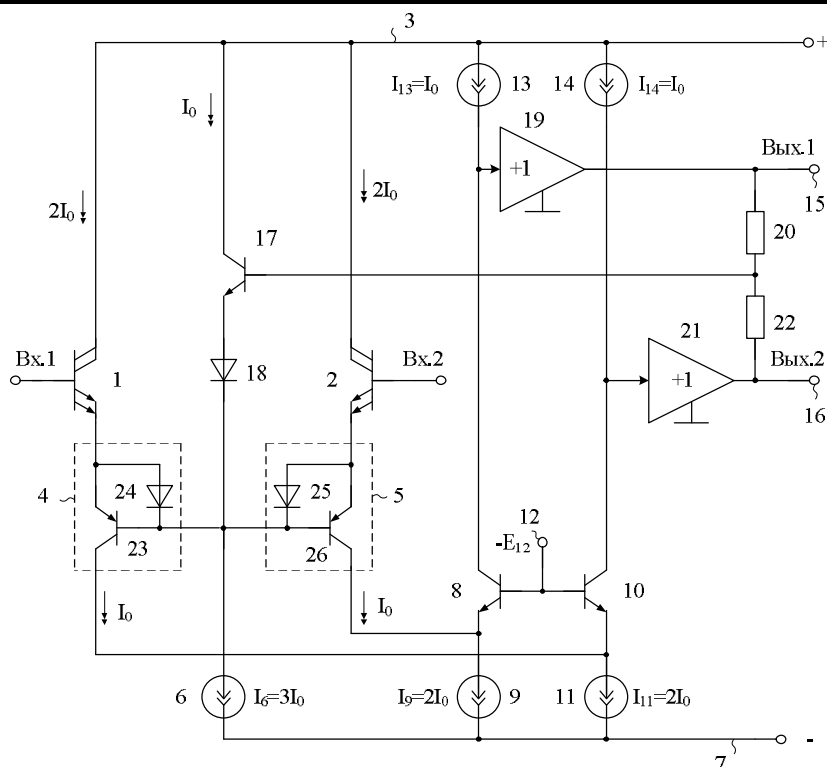 3
+
I₁₃=I₀ 13
14 I₁₄=I₀
I₀
19
+1
Вых.1
15
2I₀
2I₀
17
20
22
Вх.1
1
18
2
Вх.2
21
+1
Вых.2
16
4
24
25
5
23
26
12
-E₁₂
8
10
I₀
I₀
6 I₆=3I₀
I₉=2I₀ 9
11 I₁₁=2I₀
7
-